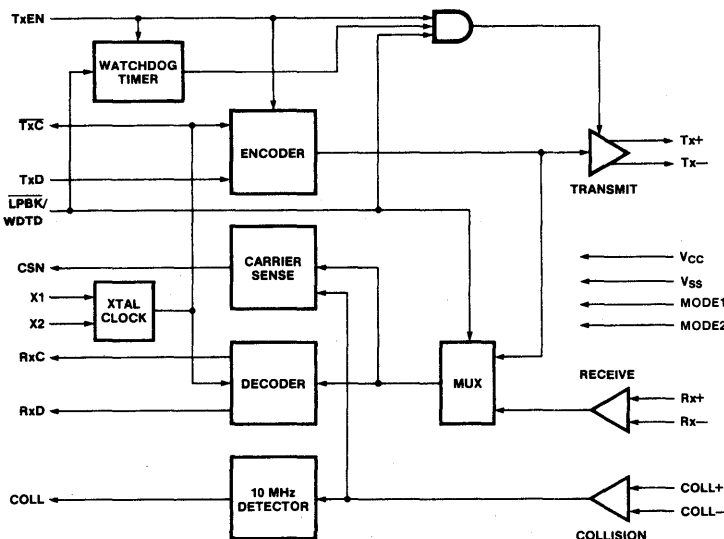 TxEN
WATCHDOG
TIMER
TxC
ENCODER
Tx+
Tx−
TxD
TRANSMIT
LPBK/
WDTD
CARRIER
SENSE
CSN
VCC
VSS
MODE1
MODE2
X1
X2
XTAL
CLOCK
RxC
DECODER
MUX
RECEIVE
Rx+
Rx−
RxD
COLL
10 MHz
DETECTOR
COLL+
COLL−
COLLISION